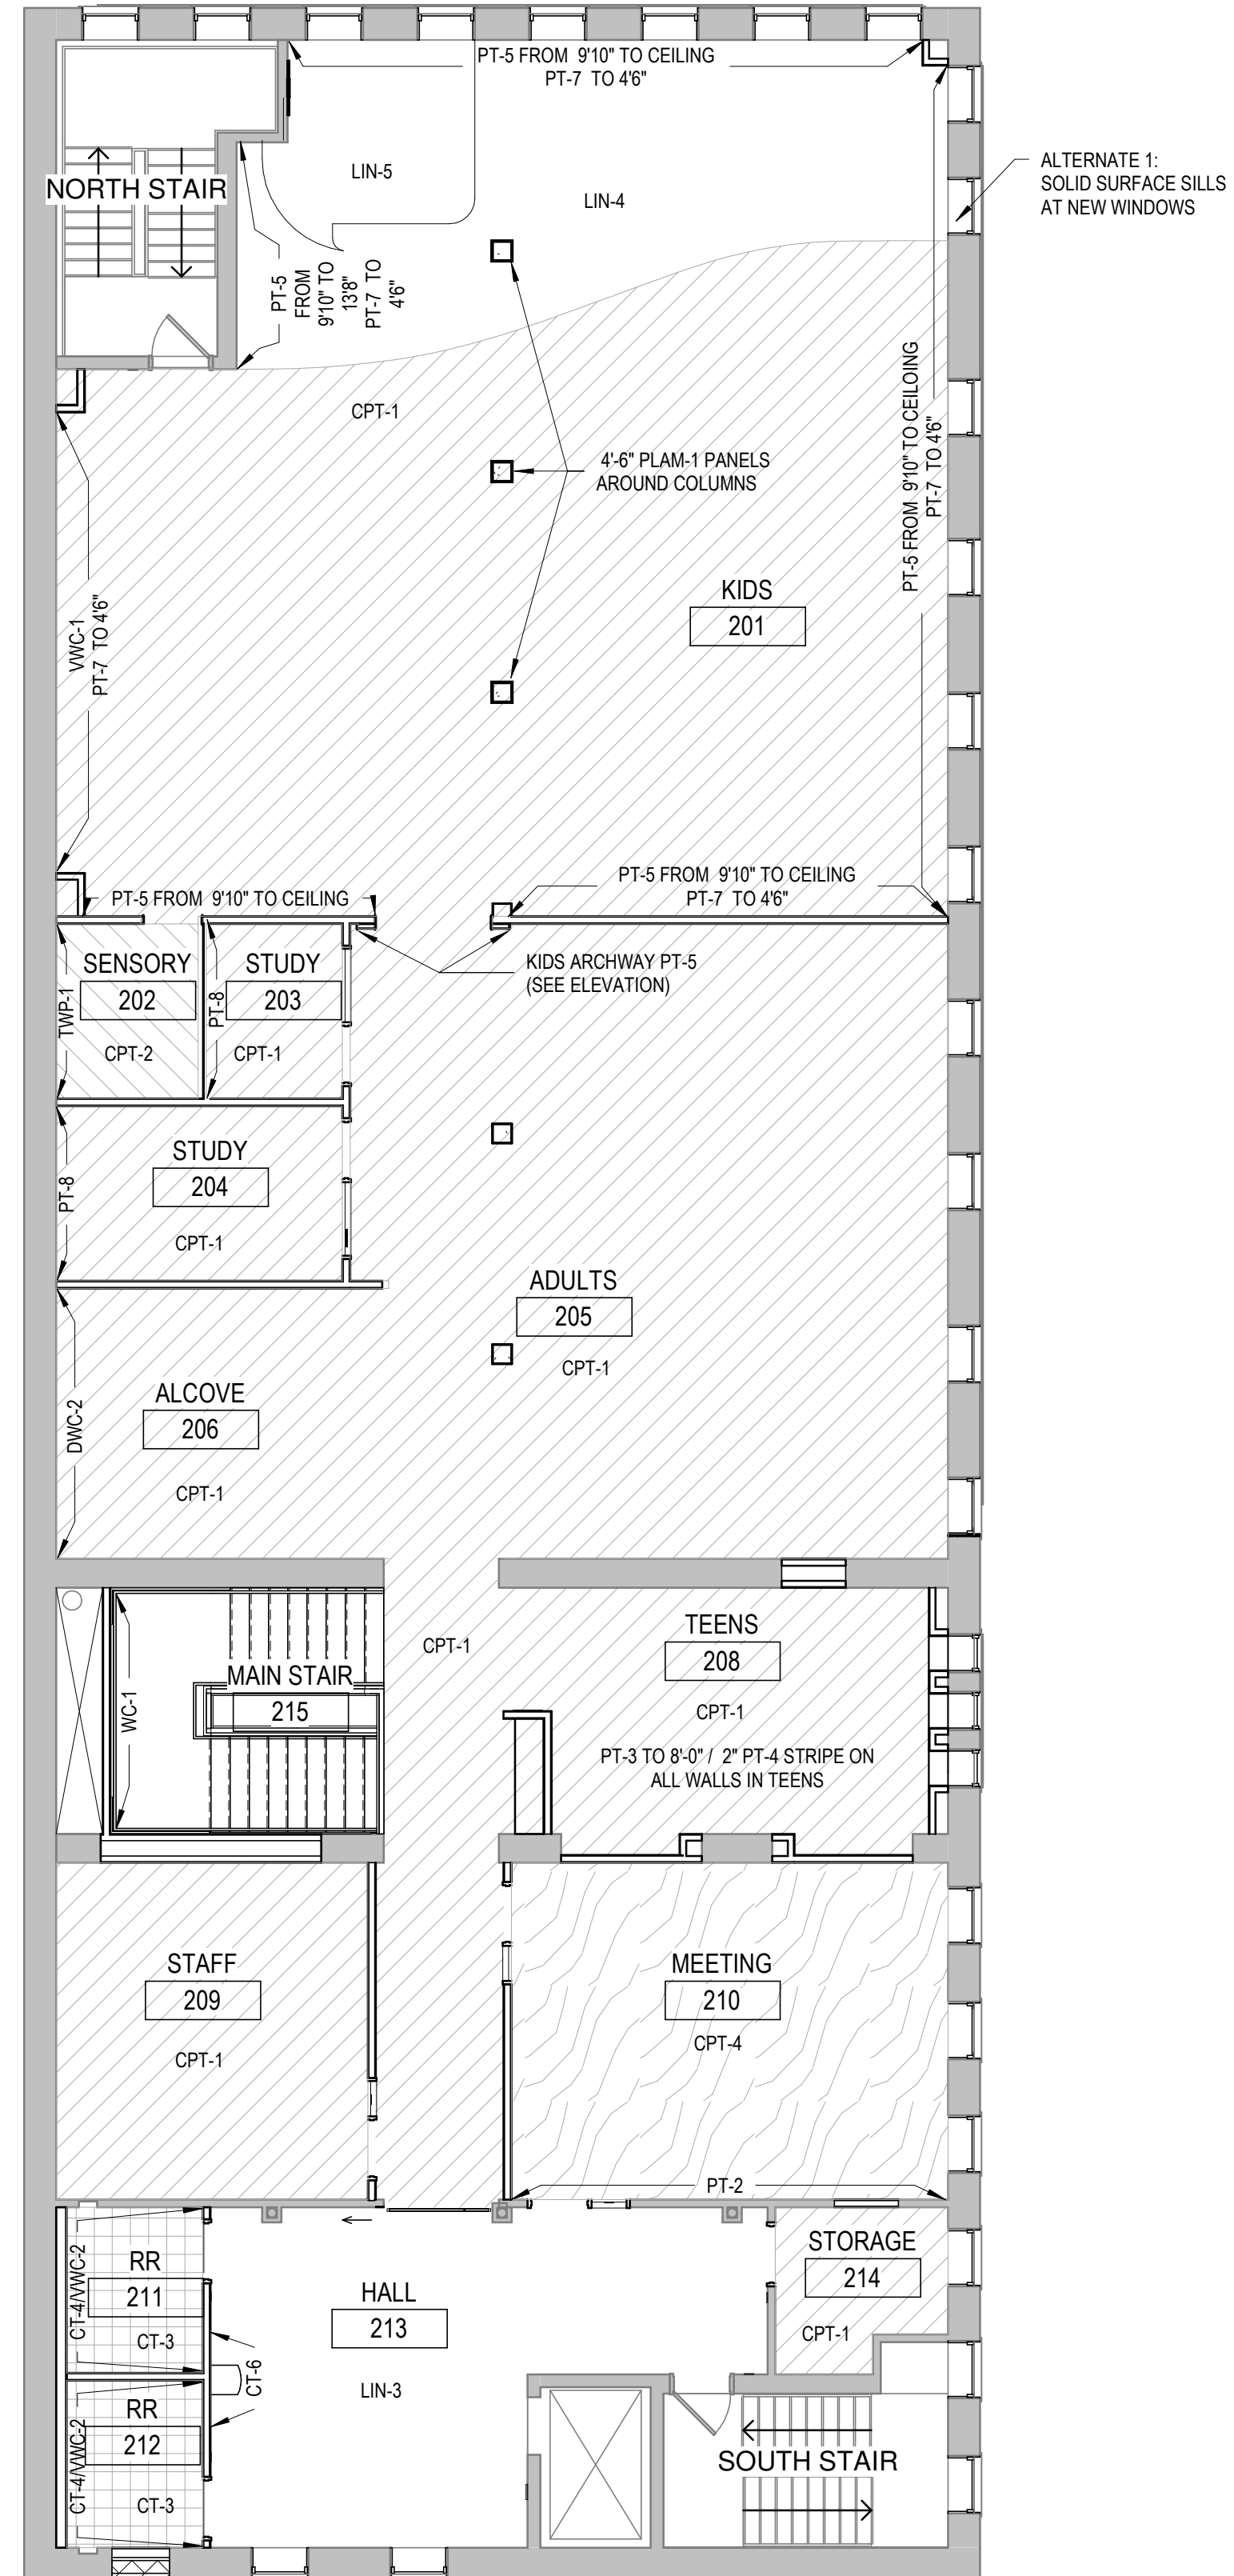 PT-5 FROM 9'10" TO CEILING
PT-7 TO 4'6"
ALTERNATE 1:
SOLID SURFACE SILLS
AT NEW WINDOWS
LIN-5
NORTH STAIR
LIN-4
PT-5
FROM
9'10" TO
13'8"
PT-7 TO
4'6"
PT-5 FROM 9'10" TO CEILOING
PT-7 TO 4'6"
CPT-1
4'-6" PLAM-1 PANELS
AROUND COLUMNS
KIDS
201
VWC-1
PT-7 TO 4'6"
PT-5 FROM 9'10" TO CEILING
PT-5 FROM 9'10" TO CEILING
PT-7 TO 4'6"
KIDS ARCHWAY PT-5
(SEE ELEVATION)
SENSORY
202
TWP-1
CPT-2
STUDY
203
PT-8
CPT-1
STUDY
204
PT-8
CPT-1
ADULTS
205
CPT-1
ALCOVE
206
DWC-2
CPT-1
CPT-1
TEENS
208
CPT-1
PT-3 TO 8'-0" / 2" PT-4 STRIPE ON
ALL WALLS IN TEENS
MAIN STAIR
215
WC-1
STAFF
209
CPT-1
MEETING
210
CPT-4
PT-2
STORAGE
214
CPT-1
RR
211
CT-4/VWC-2
CT-3
HALL
213
CT-6
LIN-3
RR
212
CT-4/VWC-2
CT-3
SOUTH STAIR